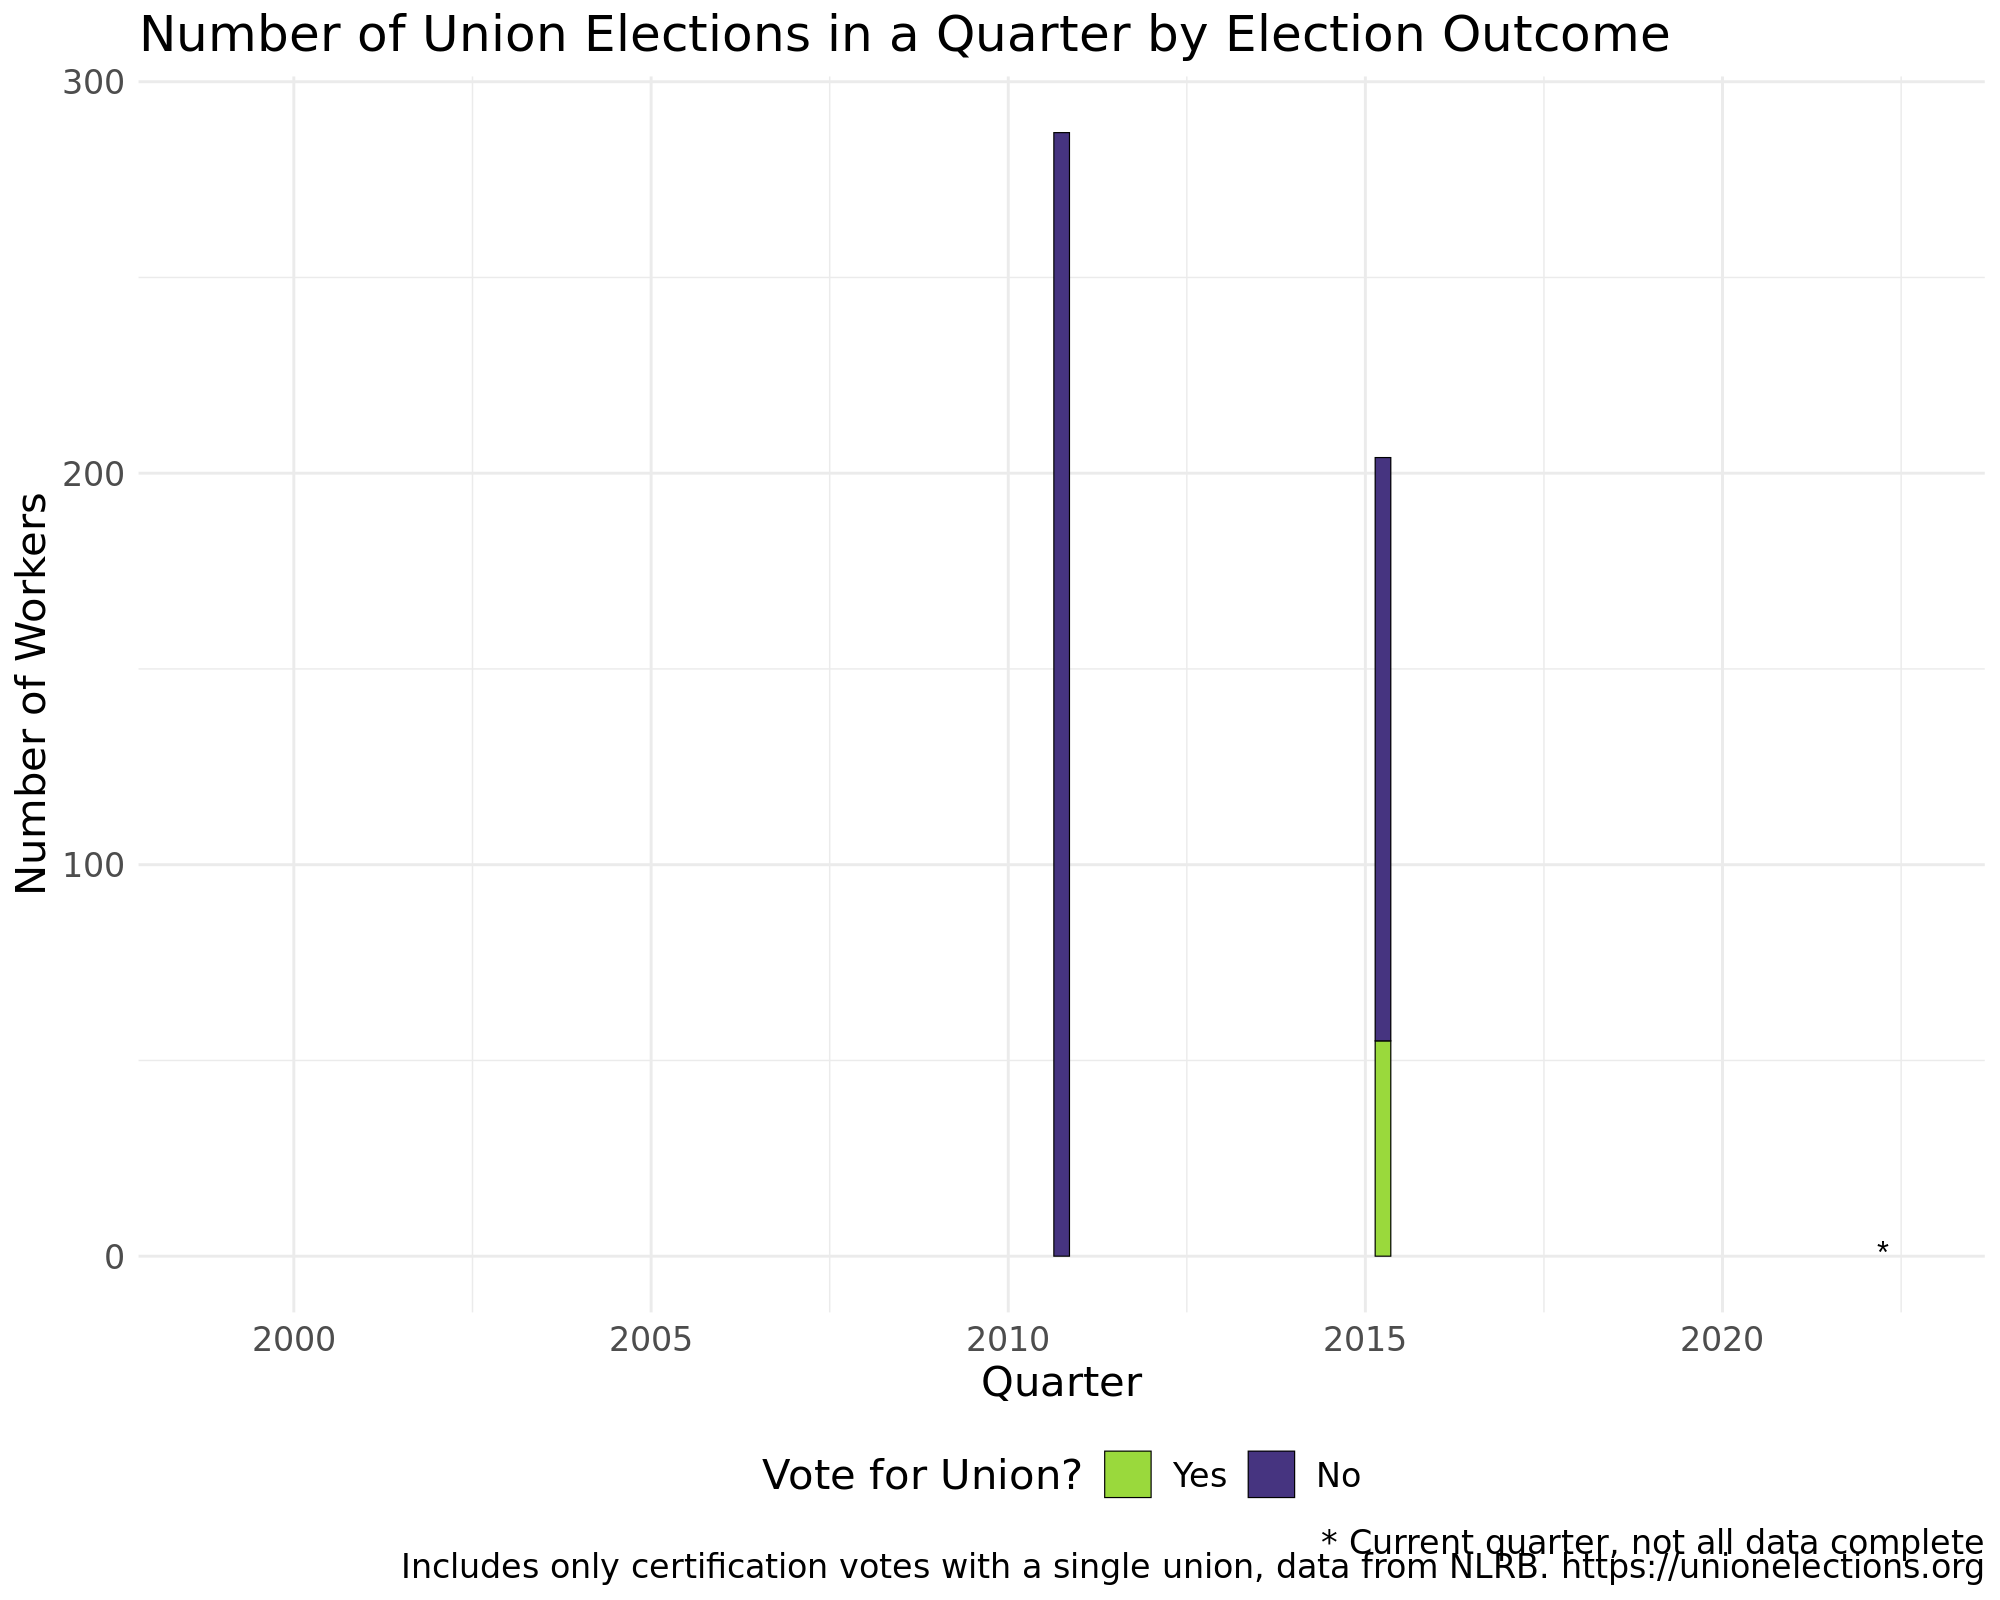 Number of Union Elections in a Quarter by Election Outcome
300
200
100
0
Number of Workers
*
2000 2005 2010 2015 2020
Quarter
Vote for Union? Yes No
* Current quarter, not all data complete
Includes only certification votes with a single union, data from NLRB. https://unionelections.org